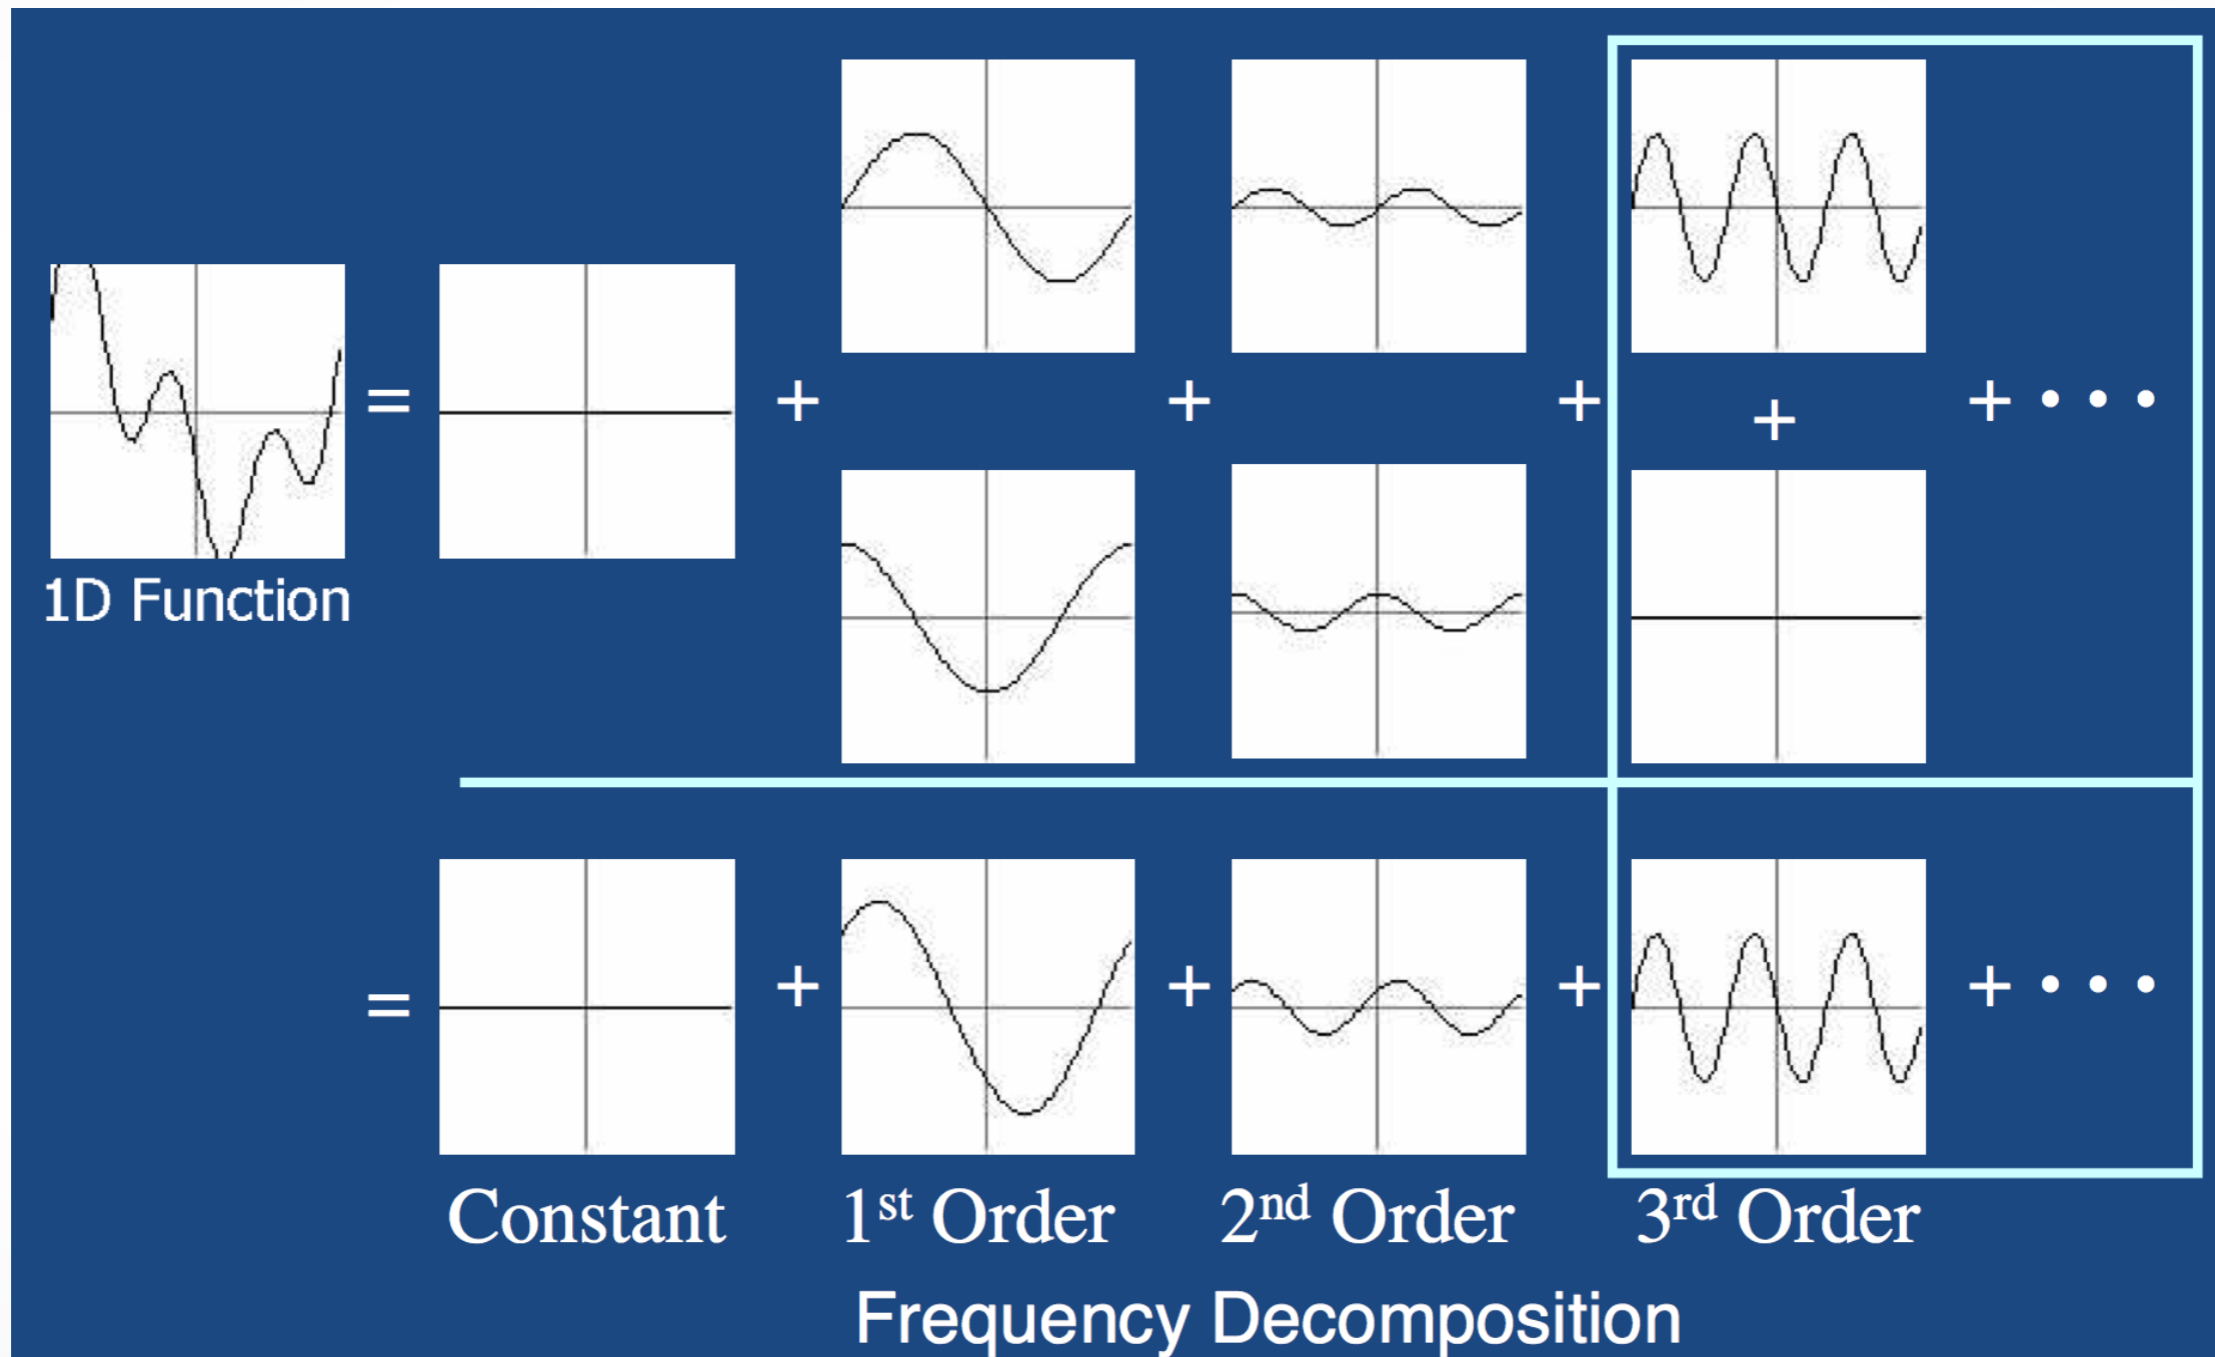 = + + + + + • • •
1D Function
= + + + + • • •
Constant 1st Order 2nd Order 3rd Order
Frequency Decomposition